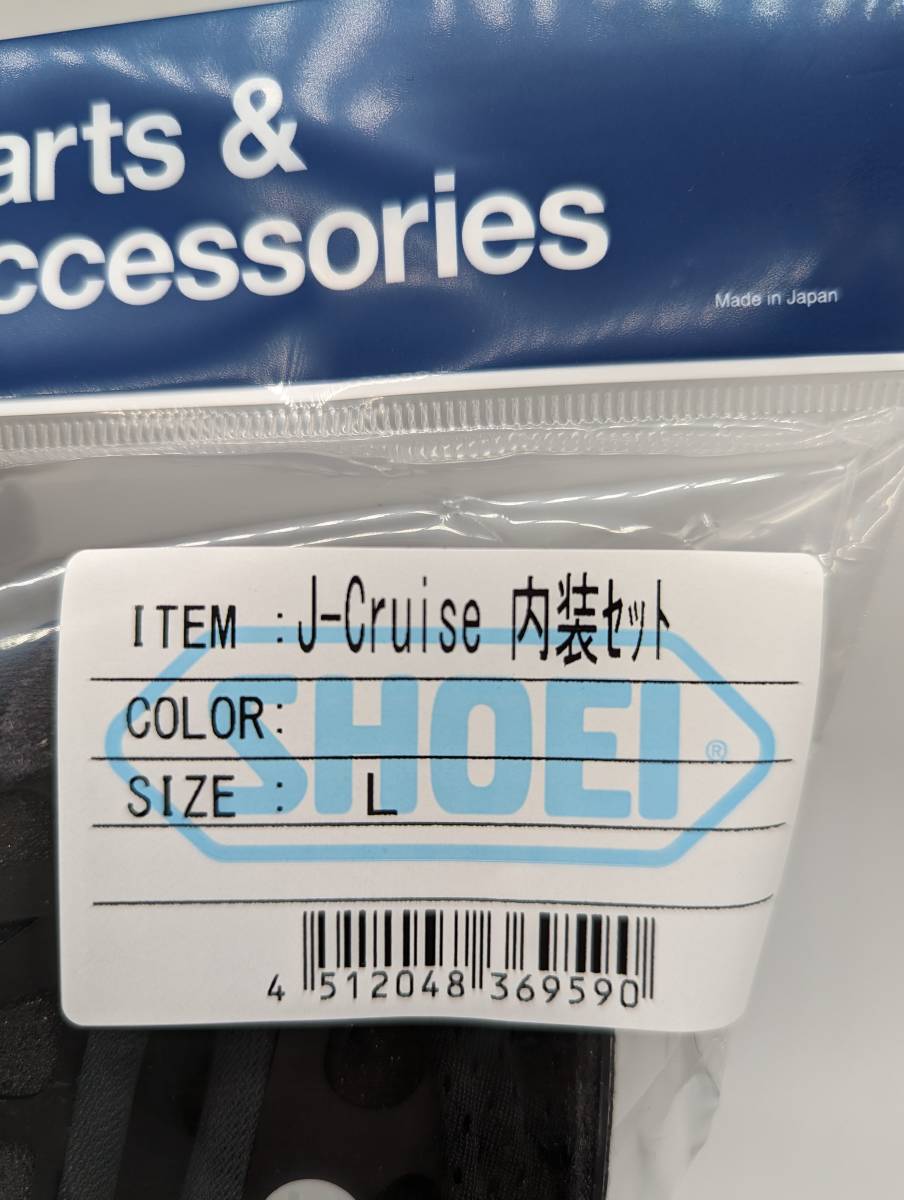 arts &
ccessories
Made in Japan
ITEM : J-Cruise 内装ｾｯﾄ
SHOEI ®
COLOR:
SIZE : L
4 512048 369590